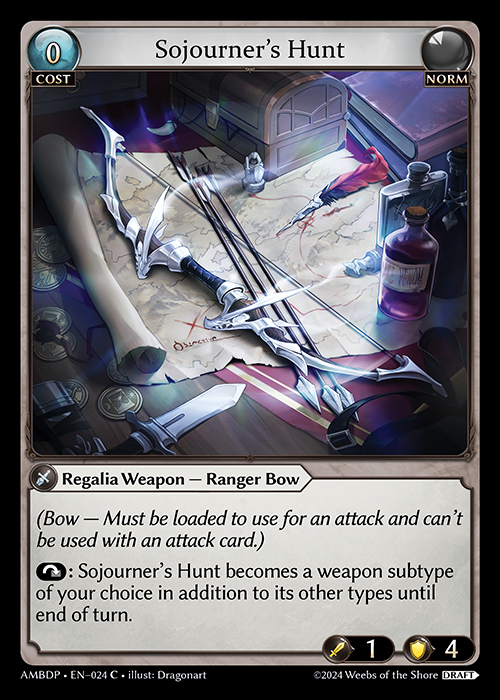 0
COST
Sojourner's Hunt
NORM
Objective
Regalia Weapon — Ranger Bow
(Bow — Must be loaded to use for an attack and can't
be used with an attack card.)
: Sojourner's Hunt becomes a weapon subtype
of your choice in addition to its other types until
end of turn.
1
4
AMBDP • EN–024 C • illust: Dragonart
©2024 Weebs of the Shore DRAFT